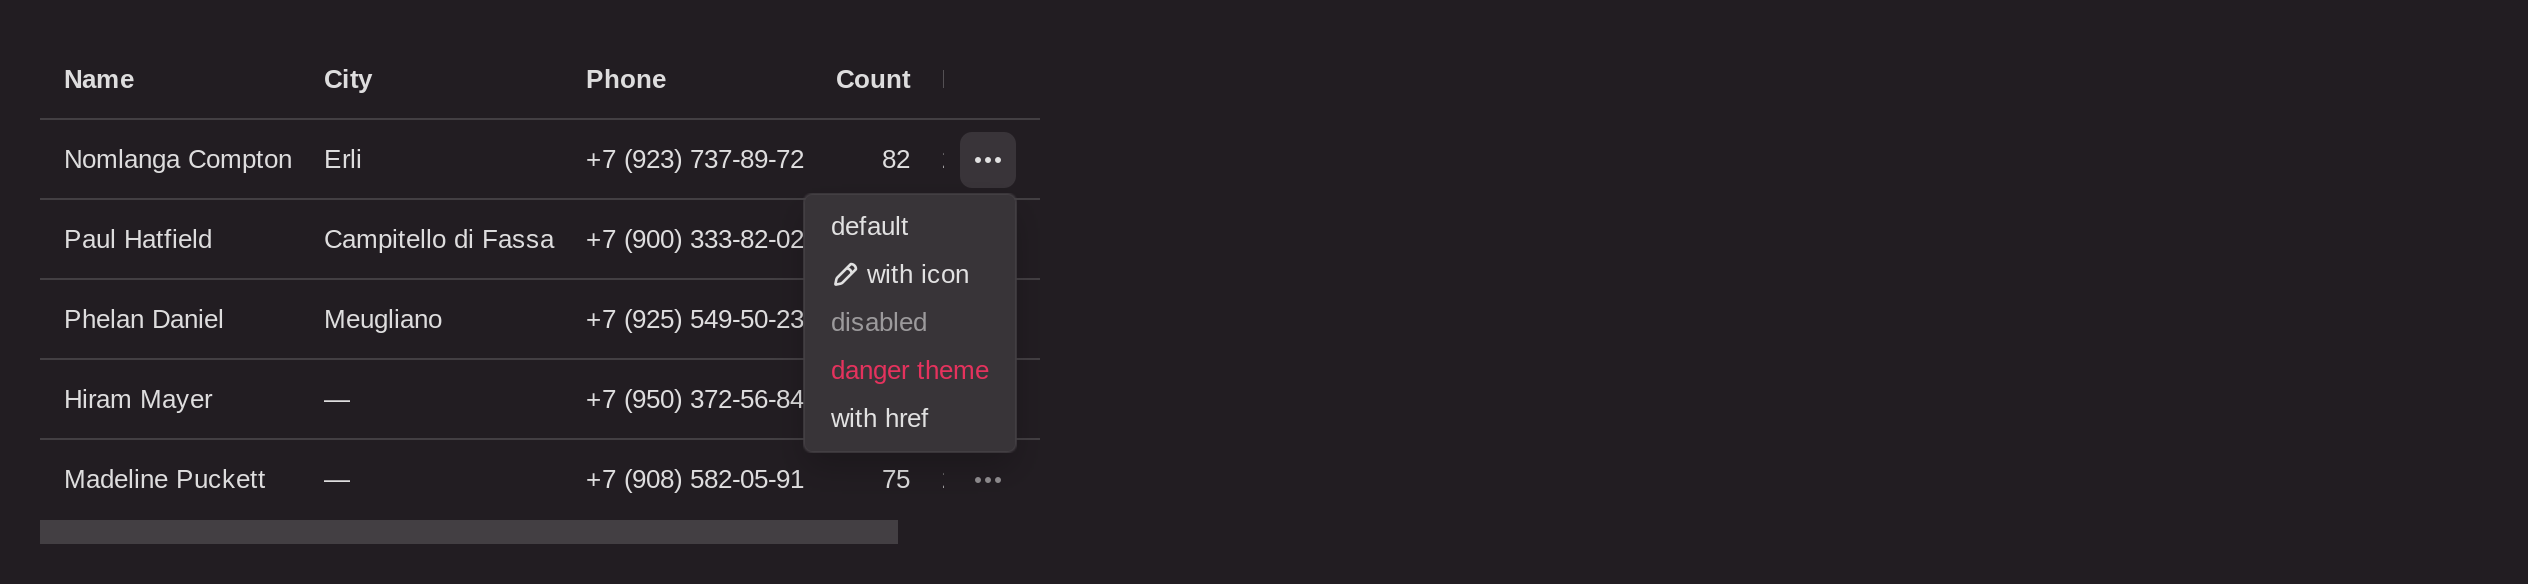 Name City Phone Count
Nomlanga Compton Erli +7 (923) 737-89-72 82
Paul Hatfield Campitello di Fassa +7 (900) 333-82-02
Phelan Daniel Meugliano +7 (925) 549-50-23
Hiram Mayer — +7 (950) 372-56-84
Madeline Puckett — +7 (908) 582-05-91 75
default
with icon
disabled
danger theme
with href